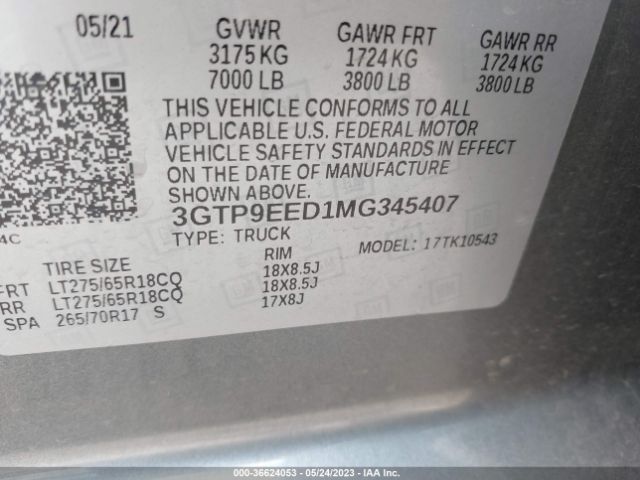 05/21 GVWR GAWR FRT GAWR RR
3175 KG 1724 KG 1724 KG
7000 LB 3800 LB 3800 LB
THIS VEHICLE CONFORMS TO ALL
APPLICABLE U.S. FEDERAL MOTOR
VEHICLE SAFETY STANDARDS IN EFFECT
ON THE DATE OF MANUFACTURE
SHOWN ABOVE.
3GTP9EED1MG345407
4C
TYPE: TRUCK MODEL: 17TK10543
TIRE SIZE RIM
FRT LT275/65R18CQ 18X8.5J
RR LT275/65R18CQ 18X8.5J
SPA 265/70R17 S 17X8J
000-36624053 — 05/24/2023 — IAA Inc.